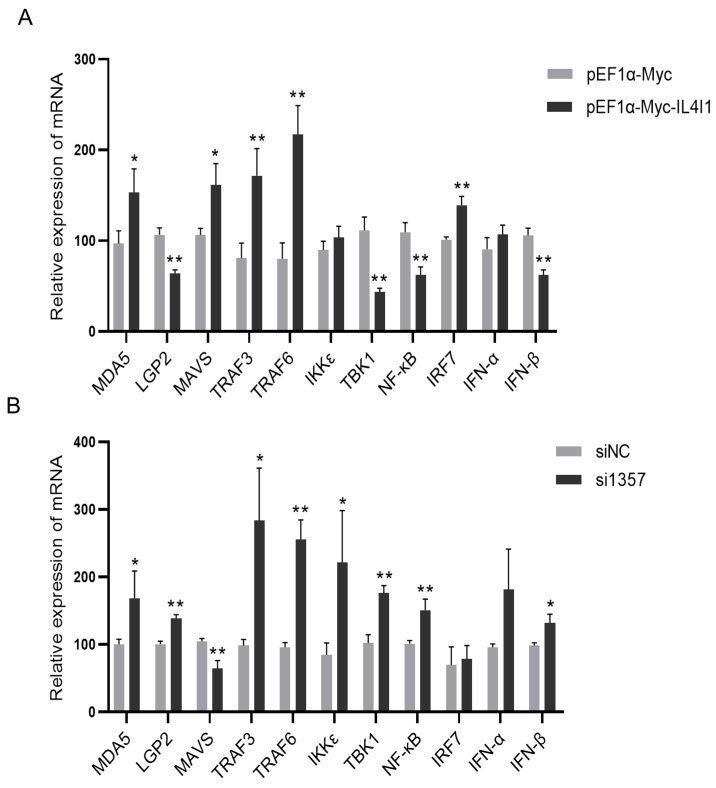 A
Relative expression of mRNA
300
200
100
0
pEF1α-Myc
pEF1α-Myc-IL4I1
*
**
*
**
**
**
**
**
**
MDA5
LGP2
MAVS
TRAF3
TRAF6
IKKε
TBK1
NF-κB
IRF7
IFN-α
IFN-β
B
Relative expression of mRNA
400
300
200
100
0
siNC
si1357
*
**
**
*
**
*
**
**
*
MDA5
LGP2
MAVS
TRAF3
TRAF6
IKKε
TBK1
NF-κB
IRF7
IFN-α
IFN-β